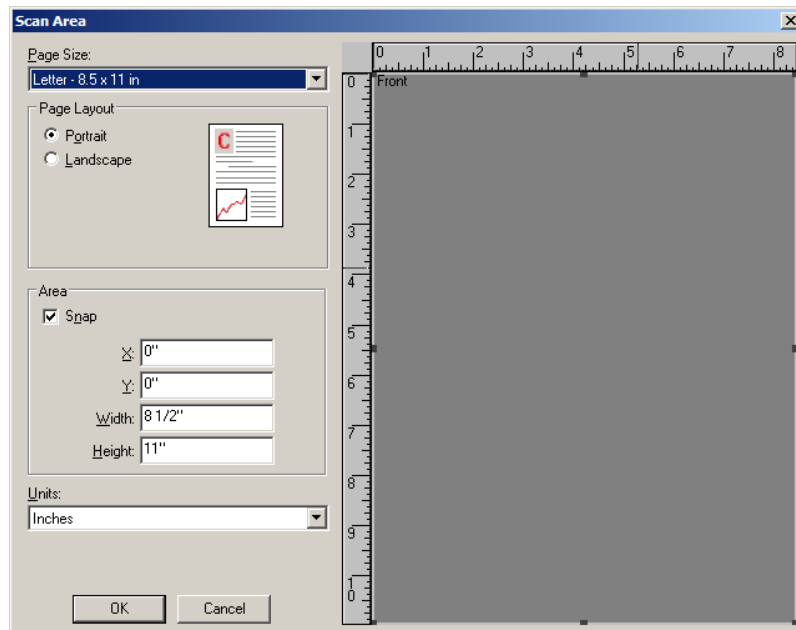 Scan Area
Page Size:
Letter - 8.5 x 11 in
Page Layout
Portrait
Landscape
C
Area
Snap
X: 0"
Y: 0"
Width: 8 1/2"
Height: 11"
Units:
Inches
OK Cancel
0 1 2 3 4 5 6 7 8
Front
0
1
2
3
4
5
6
7
8
9
10